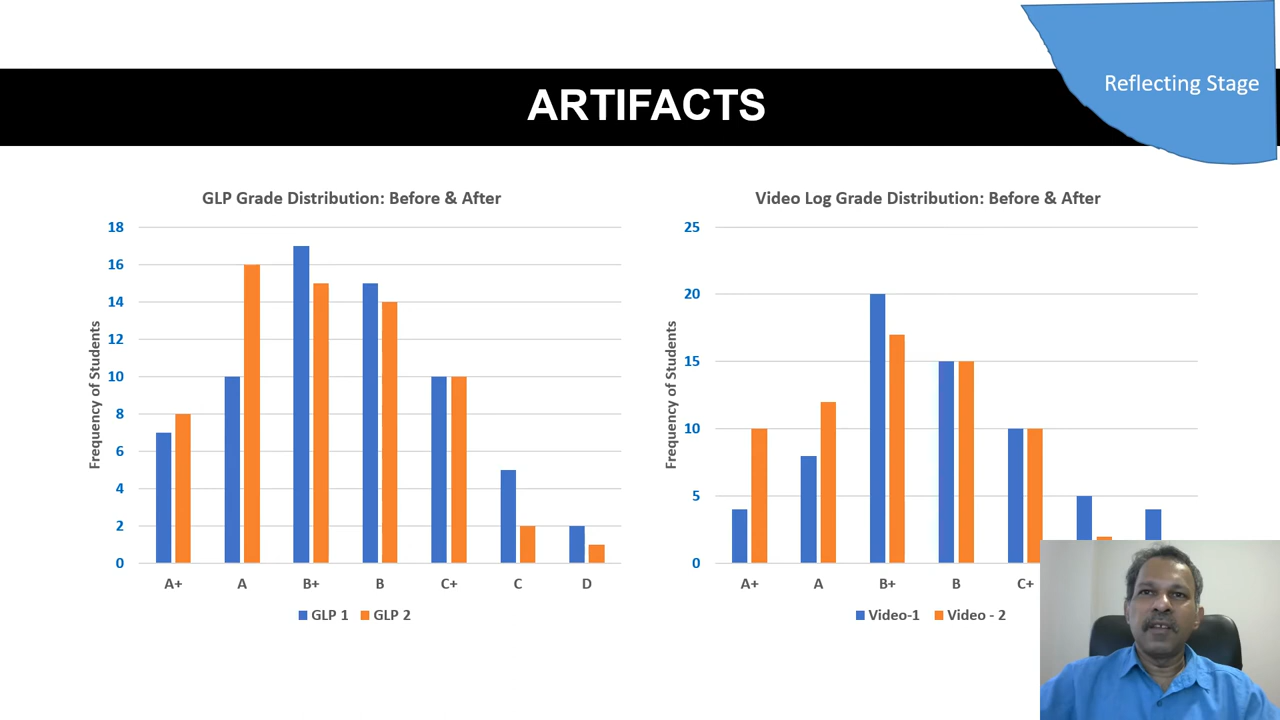 Reflecting Stage
ARTIFACTS
GLP Grade Distribution: Before & After
18
16
14
12
10
8
6
4
2
0
Frequency of Students
A+ A B+ B C+ C D
GLP 1 GLP 2
Video Log Grade Distribution: Before & After
25
20
15
10
5
0
Frequency of Students
A+ A B+ B C+
Video-1 Video - 2